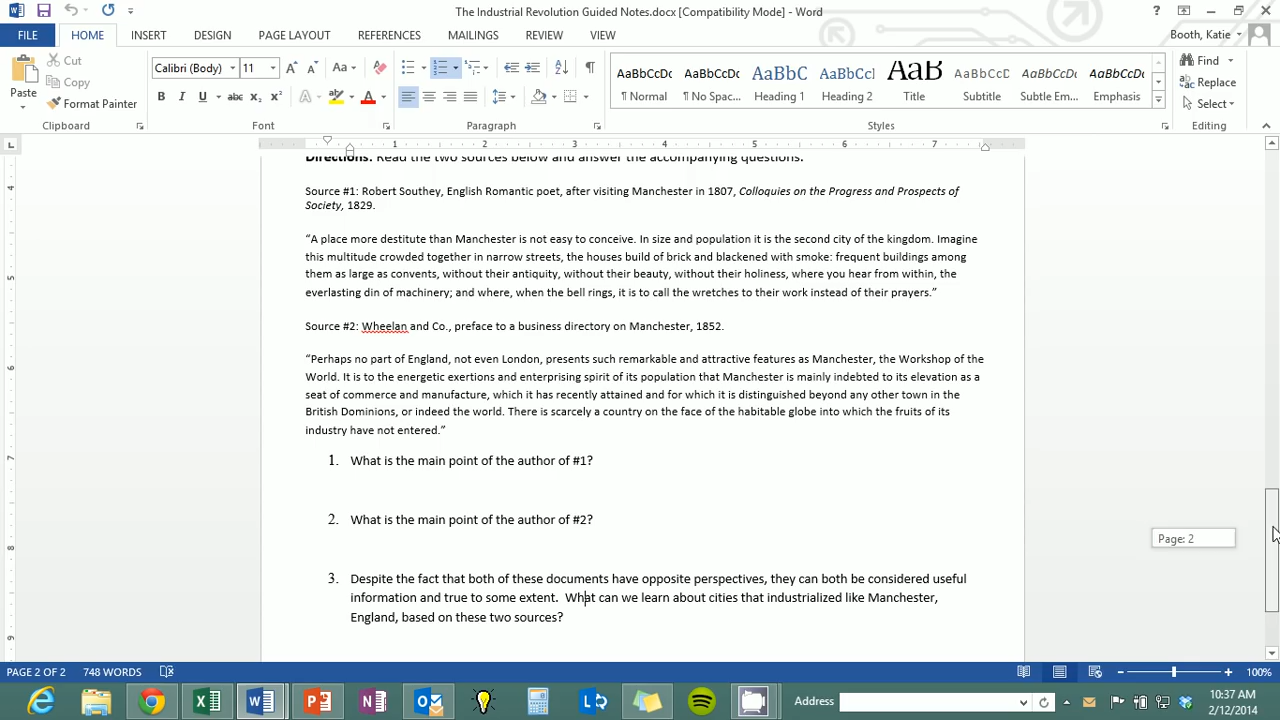 The Industrial Revolution Guided Notes.docx [Compatibility Mode] - Word
FILE HOME INSERT DESIGN PAGE LAYOUT REFERENCES MAILINGS REVIEW VIEW Booth, Katie
Paste Cut Copy Format Painter
Calibri (Body) 11
AaBbCcDc AaBbCcDc AaBbC AaBbCcD AaB AaBbCcD AaBbCcDc AaBbCcDc
¶ Normal ¶ No Spac... Heading 1 Heading 2 Title Subtitle Subtle Em... Emphasis
Find Replace Select
Clipboard Font Paragraph Styles Editing
1 2 3 4 5 6 7
Directions: Read the two sources below and answer the accompanying questions.
Source #1: Robert Southey, English Romantic poet, after visiting Manchester in 1807, Colloquies on the Progress and Prospects of
Society, 1829.
“A place more destitute than Manchester is not easy to conceive. In size and population it is the second city of the kingdom. Imagine
this multitude crowded together in narrow streets, the houses build of brick and blackened with smoke: frequent buildings among
them as large as convents, without their antiquity, without their beauty, without their holiness, where you hear from within, the
everlasting din of machinery; and where, when the bell rings, it is to call the wretches to their work instead of their prayers.”
Source #2: Wheelan and Co., preface to a business directory on Manchester, 1852.
“Perhaps no part of England, not even London, presents such remarkable and attractive features as Manchester, the Workshop of the
World. It is to the energetic exertions and enterprising spirit of its population that Manchester is mainly indebted to its elevation as a
seat of commerce and manufacture, which it has recently attained and for which it is distinguished beyond any other town in the
British Dominions, or indeed the world. There is scarcely a country on the face of the habitable globe into which the fruits of its
industry have not entered.”
1. What is the main point of the author of #1?
2. What is the main point of the author of #2?
3. Despite the fact that both of these documents have opposite perspectives, they can both be considered useful
information and true to some extent. What can we learn about cities that industrialized like Manchester,
England, based on these two sources?
4
5
6
7
8
9
Page: 2
PAGE 2 OF 2 748 WORDS 100%
Address
10:37 AM
2/12/2014